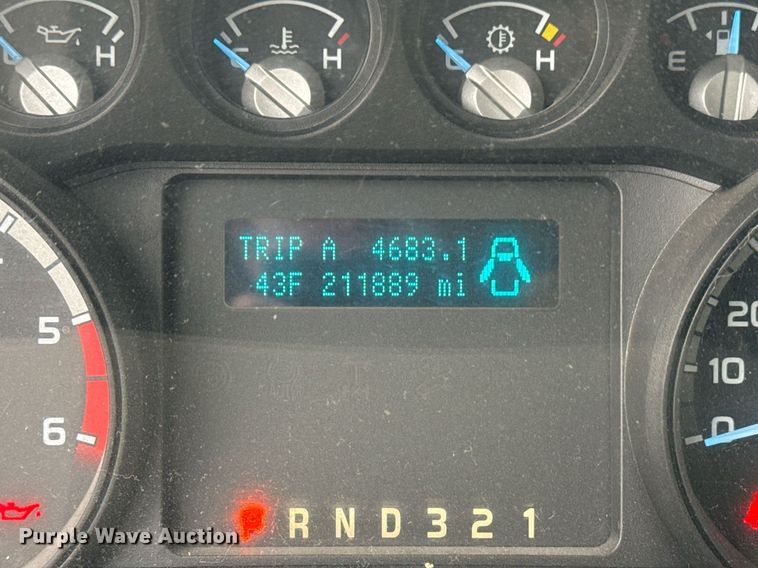 H
C H
C H
E
TRIP A 4683.1
43F 211889 mi
5
6
20
10
0
P R N D 3 2 1
Purple Wave Auction